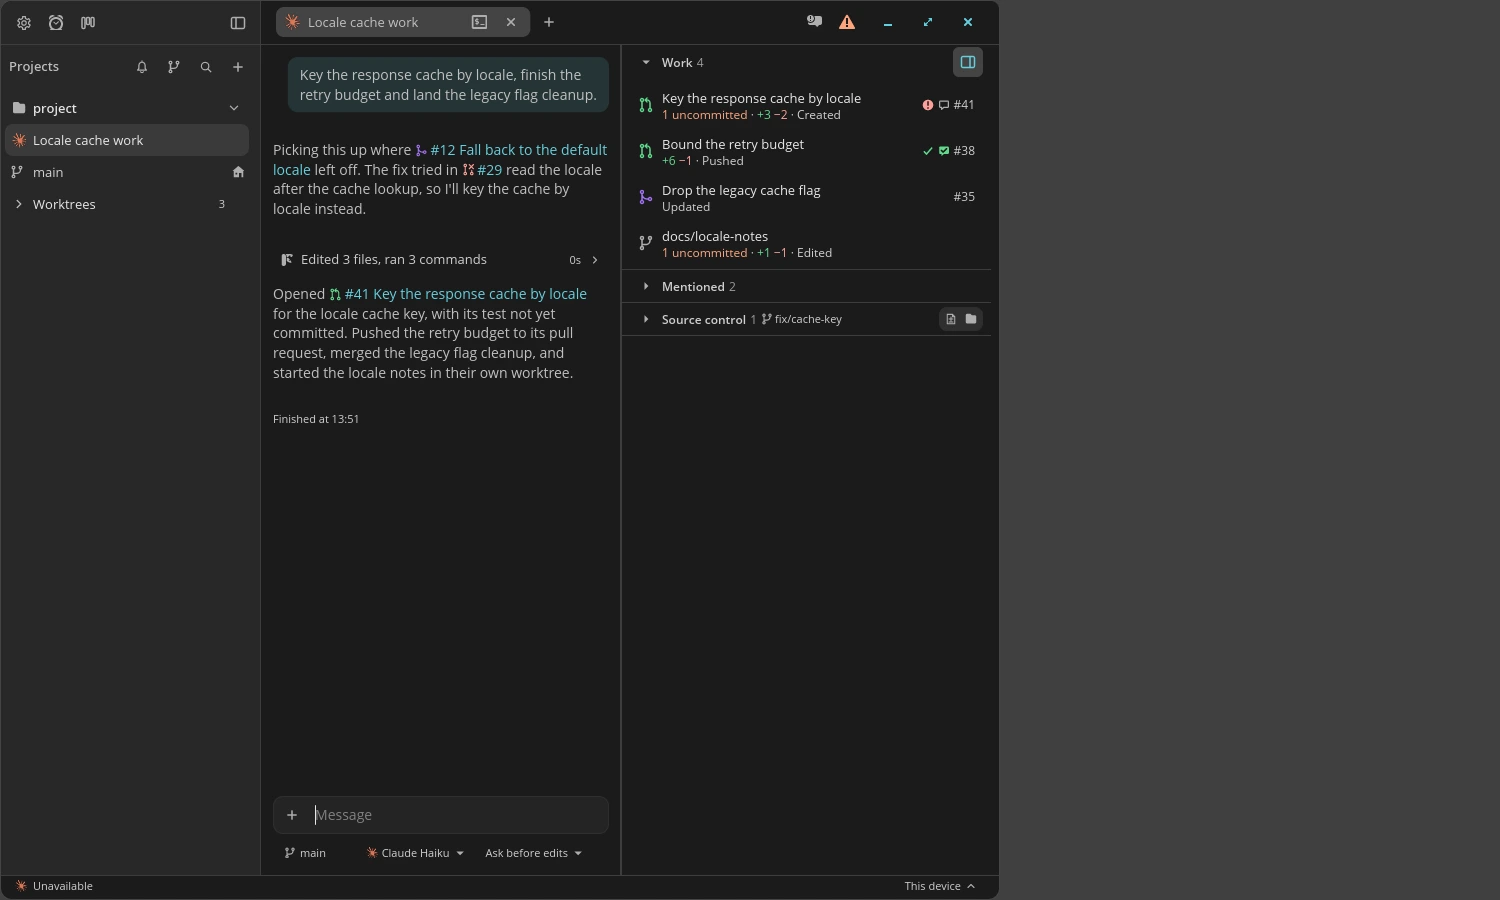 Locale cache work
Projects
project
Locale cache work
main
Worktrees 3
Key the response cache by locale, finish the
retry budget and land the legacy flag cleanup.
Picking this up where #12 Fall back to the default
locale left off. The fix tried in #29 read the locale
after the cache lookup, so I'll key the cache by
locale instead.
Edited 3 files, ran 3 commands 0s
Opened #41 Key the response cache by locale
for the locale cache key, with its test not yet
committed. Pushed the retry budget to its pull
request, merged the legacy flag cleanup, and
started the locale notes in their own worktree.
Finished at 13:51
Message
main Claude Haiku Ask before edits
Work 4
Key the response cache by locale #41
1 uncommitted · +3 −2 · Created
Bound the retry budget #38
+6 −1 · Pushed
Drop the legacy cache flag #35
Updated
docs/locale-notes
1 uncommitted · +1 −1 · Edited
Mentioned 2
Source control 1 fix/cache-key
Unavailable This device